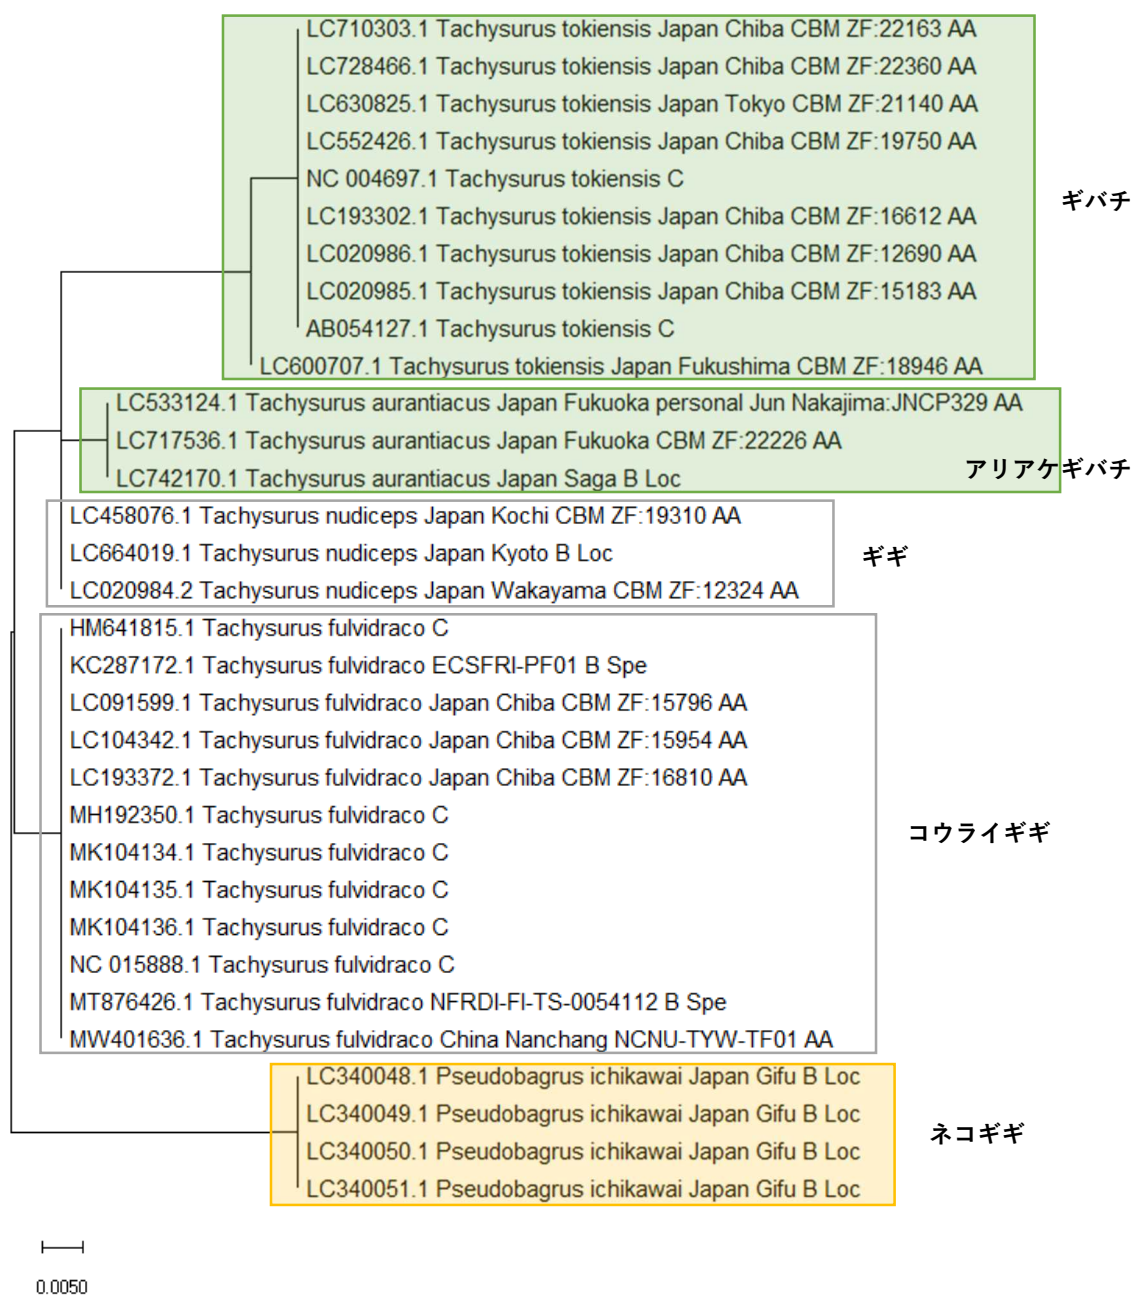 LC710303.1 Tachysurus tokiensis Japan Chiba CBM ZF:22163 AA
LC728466.1 Tachysurus tokiensis Japan Chiba CBM ZF:22360 AA
LC630825.1 Tachysurus tokiensis Japan Tokyo CBM ZF:21140 AA
LC552426.1 Tachysurus tokiensis Japan Chiba CBM ZF:19750 AA
NC 004697.1 Tachysurus tokiensis C
ギバチ
LC193302.1 Tachysurus tokiensis Japan Chiba CBM ZF:16612 AA
LC020986.1 Tachysurus tokiensis Japan Chiba CBM ZF:12690 AA
LC020985.1 Tachysurus tokiensis Japan Chiba CBM ZF:15183 AA
AB054127.1 Tachysurus tokiensis C
LC600707.1 Tachysurus tokiensis Japan Fukushima CBM ZF:18946 AA
LC533124.1 Tachysurus aurantiacus Japan Fukuoka personal Jun Nakajima:JNCP329 AA
LC717536.1 Tachysurus aurantiacus Japan Fukuoka CBM ZF:22226 AA
アリアケギバチ
LC742170.1 Tachysurus aurantiacus Japan Saga B Loc
LC458076.1 Tachysurus nudiceps Japan Kochi CBM ZF:19310 AA
LC664019.1 Tachysurus nudiceps Japan Kyoto B Loc
ギギ
LC020984.2 Tachysurus nudiceps Japan Wakayama CBM ZF:12324 AA
HM641815.1 Tachysurus fulvidraco C
KC287172.1 Tachysurus fulvidraco ECSFRI-PF01 B Spe
LC091599.1 Tachysurus fulvidraco Japan Chiba CBM ZF:15796 AA
LC104342.1 Tachysurus fulvidraco Japan Chiba CBM ZF:15954 AA
LC193372.1 Tachysurus fulvidraco Japan Chiba CBM ZF:16810 AA
MH192350.1 Tachysurus fulvidraco C
コウライギギ
MK104134.1 Tachysurus fulvidraco C
MK104135.1 Tachysurus fulvidraco C
MK104136.1 Tachysurus fulvidraco C
NC 015888.1 Tachysurus fulvidraco C
MT876426.1 Tachysurus fulvidraco NFRDI-FI-TS-0054112 B Spe
MW401636.1 Tachysurus fulvidraco China Nanchang NCNU-TYW-TF01 AA
LC340048.1 Pseudobagrus ichikawai Japan Gifu B Loc
LC340049.1 Pseudobagrus ichikawai Japan Gifu B Loc
ネコギギ
LC340050.1 Pseudobagrus ichikawai Japan Gifu B Loc
LC340051.1 Pseudobagrus ichikawai Japan Gifu B Loc
0.0050